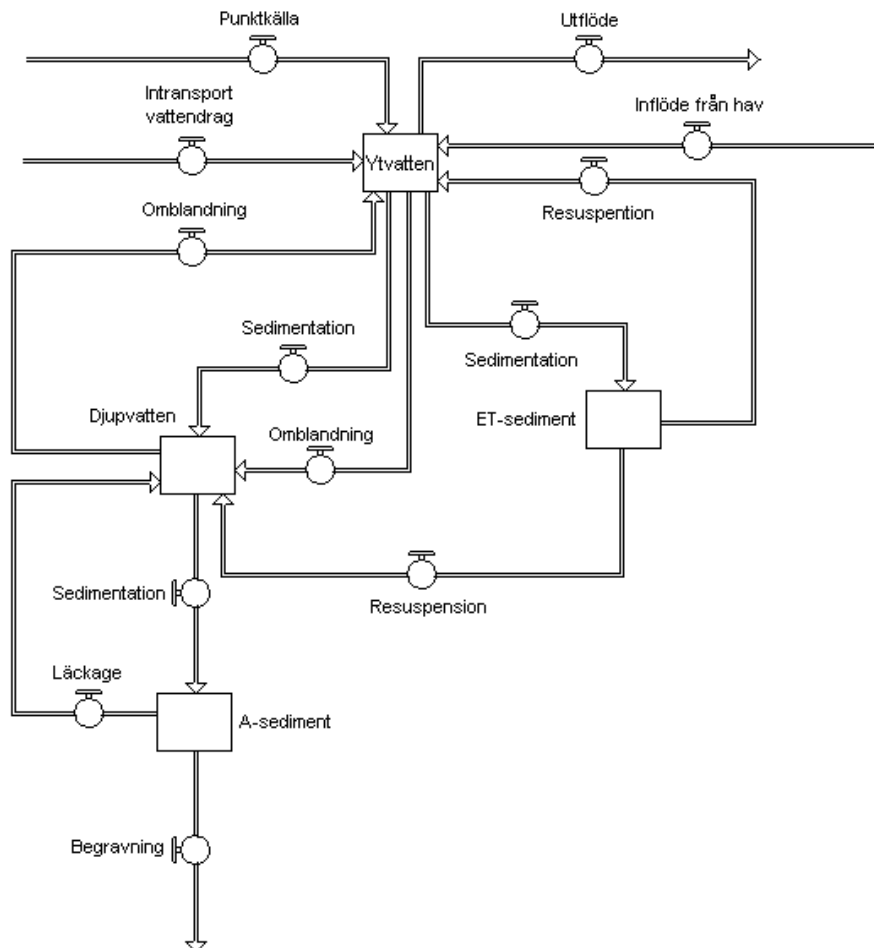 Punktkälla
Utflöde
Intransport
vattendrag
Inflöde från hav
Ytvatten
Resuspention
Omblandning
Sedimentation
Sedimentation
Djupvatten
ET-sediment
Omblandning
Sedimentation
Resuspension
Läckage
A-sediment
Begravning